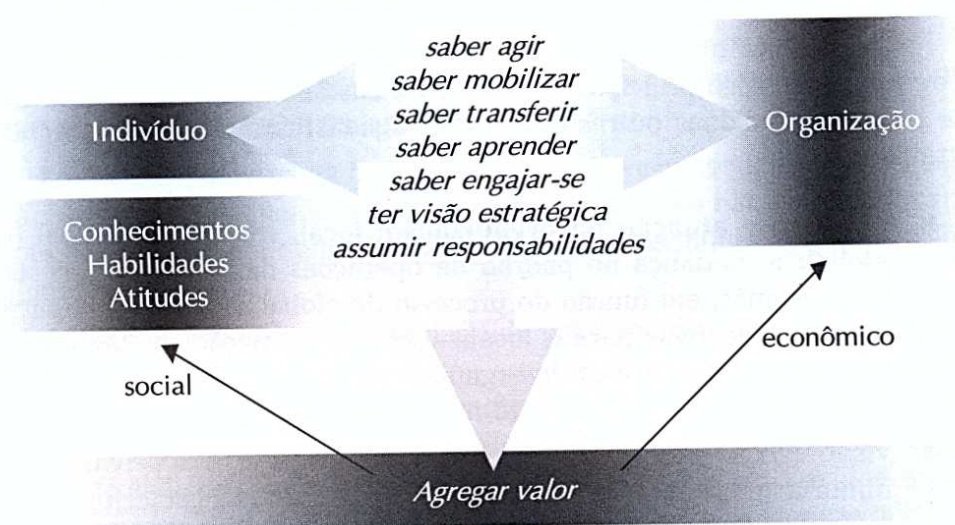 saber agir
saber mobilizar
saber transferir
saber aprender
saber engajar-se
ter visão estratégica
assumir responsabilidades
Indivíduo
Organização
Conhecimentos
Habilidades
Atitudes
social
econômico
Agregar valor